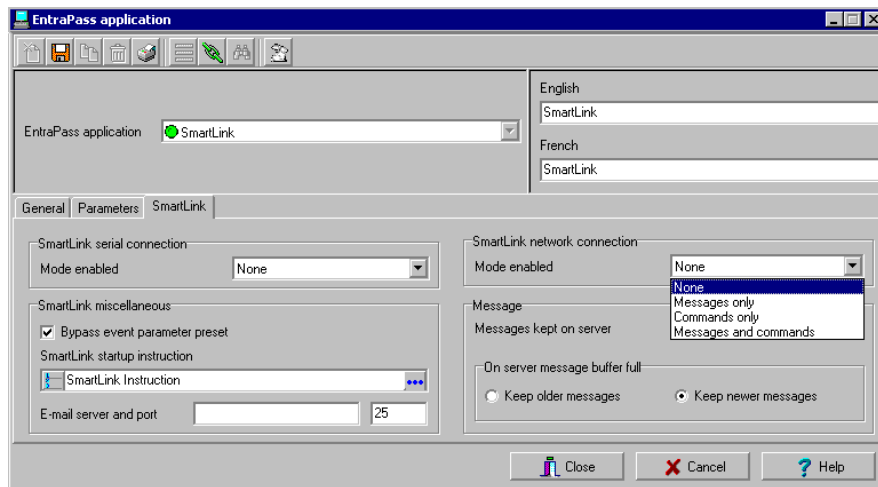 EntraPass application
English
SmartLink
EntraPass application SmartLink
French
SmartLink
General Parameters SmartLink
SmartLink serial connection
Mode enabled None
SmartLink network connection
Mode enabled None
None
Messages only
Commands only
Messages and commands
SmartLink miscellaneous
Bypass event parameter preset
SmartLink startup instruction
SmartLink Instruction
E-mail server and port 25
Message
Messages kept on server
On server message buffer full
Keep older messages Keep newer messages
Close Cancel Help